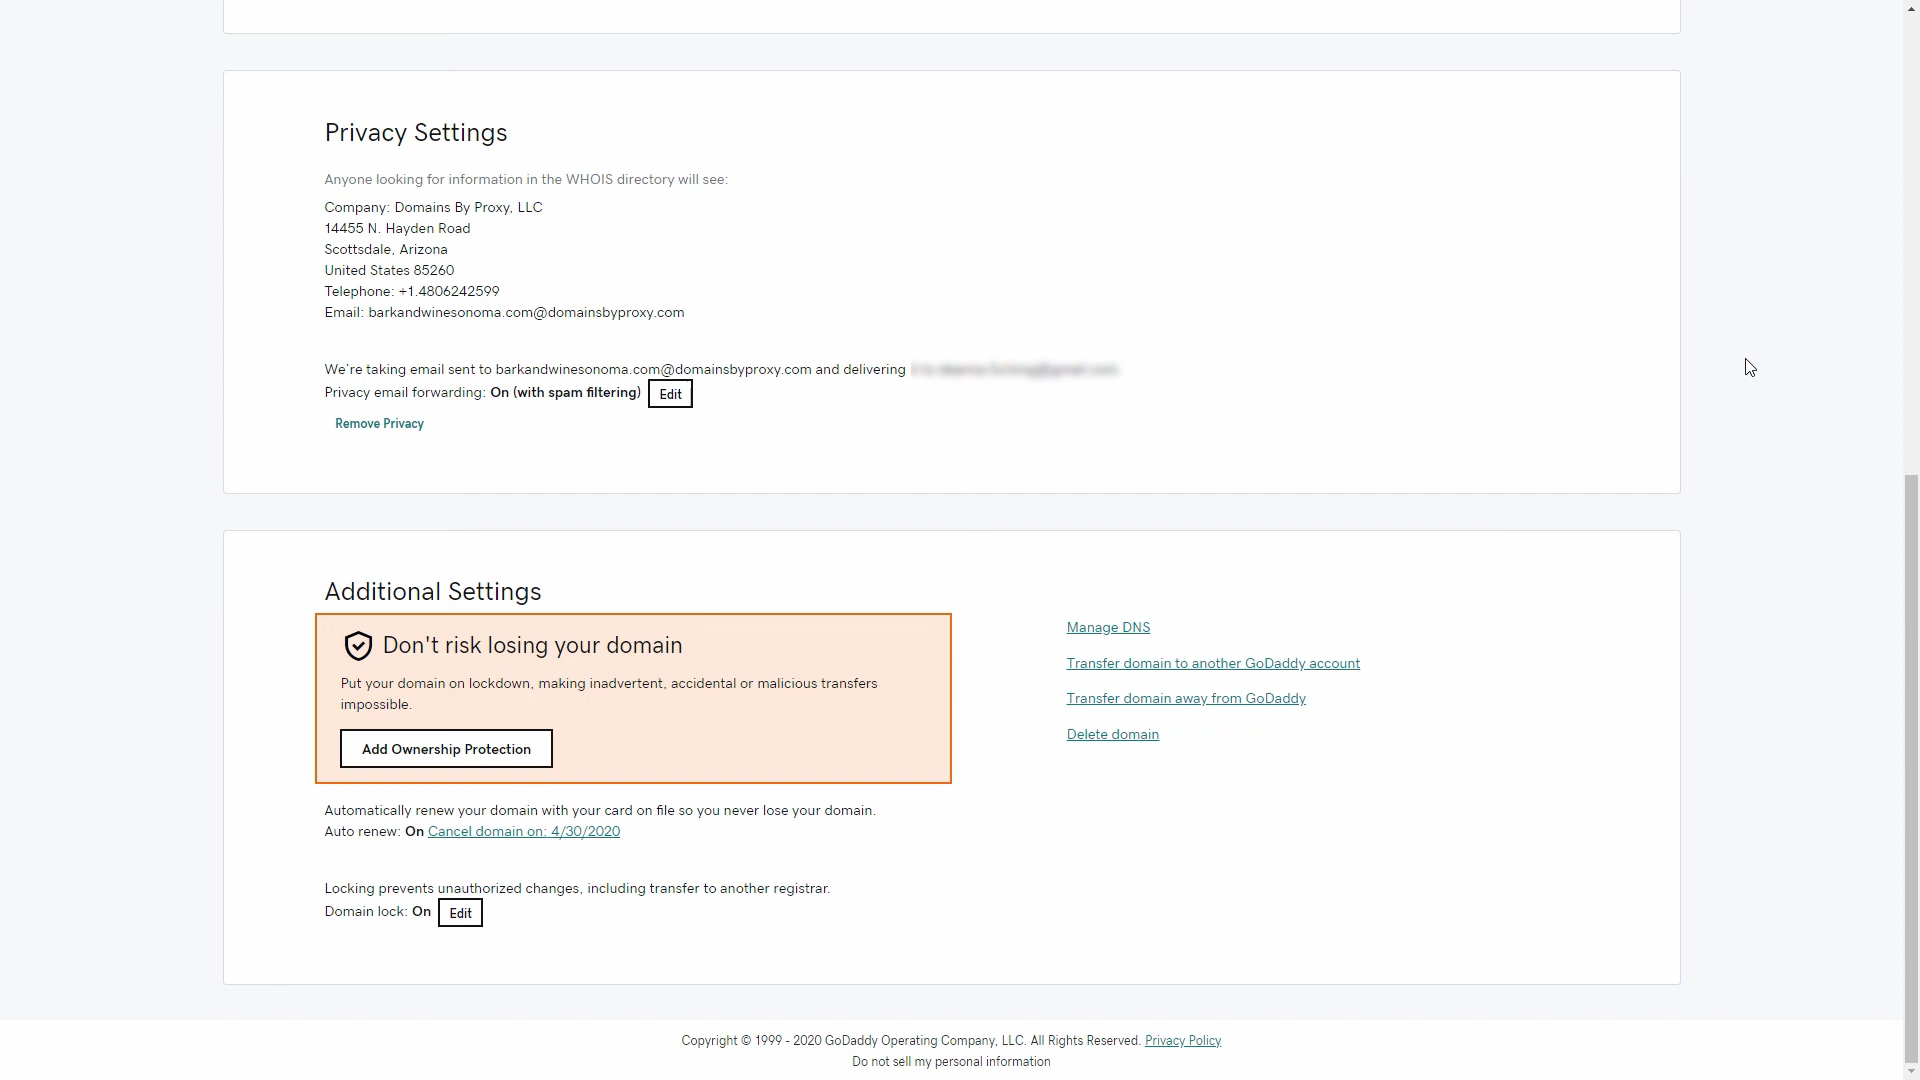 Privacy Settings
Anyone looking for information in the WHOIS directory will see:
Company: Domains By Proxy, LLC
14455 N. Hayden Road
Scottsdale, Arizona
United States 85260
Telephone: +1.4806242599
Email: barkandwinesonoma.com@domainsbyproxy.com
We're taking email sent to barkandwinesonoma.com@domainsbyproxy.com and delivering
Privacy email forwarding: On (with spam filtering) Edit
Remove Privacy
Additional Settings
Don't risk losing your domain
Put your domain on lockdown, making inadvertent, accidental or malicious transfers
impossible.
Add Ownership Protection
Automatically renew your domain with your card on file so you never lose your domain.
Auto renew: On Cancel domain on: 4/30/2020
Locking prevents unauthorized changes, including transfer to another registrar.
Domain lock: On Edit
Manage DNS
Transfer domain to another GoDaddy account
Transfer domain away from GoDaddy
Delete domain
Copyright © 1999 - 2020 GoDaddy Operating Company, LLC. All Rights Reserved. Privacy Policy
Do not sell my personal information